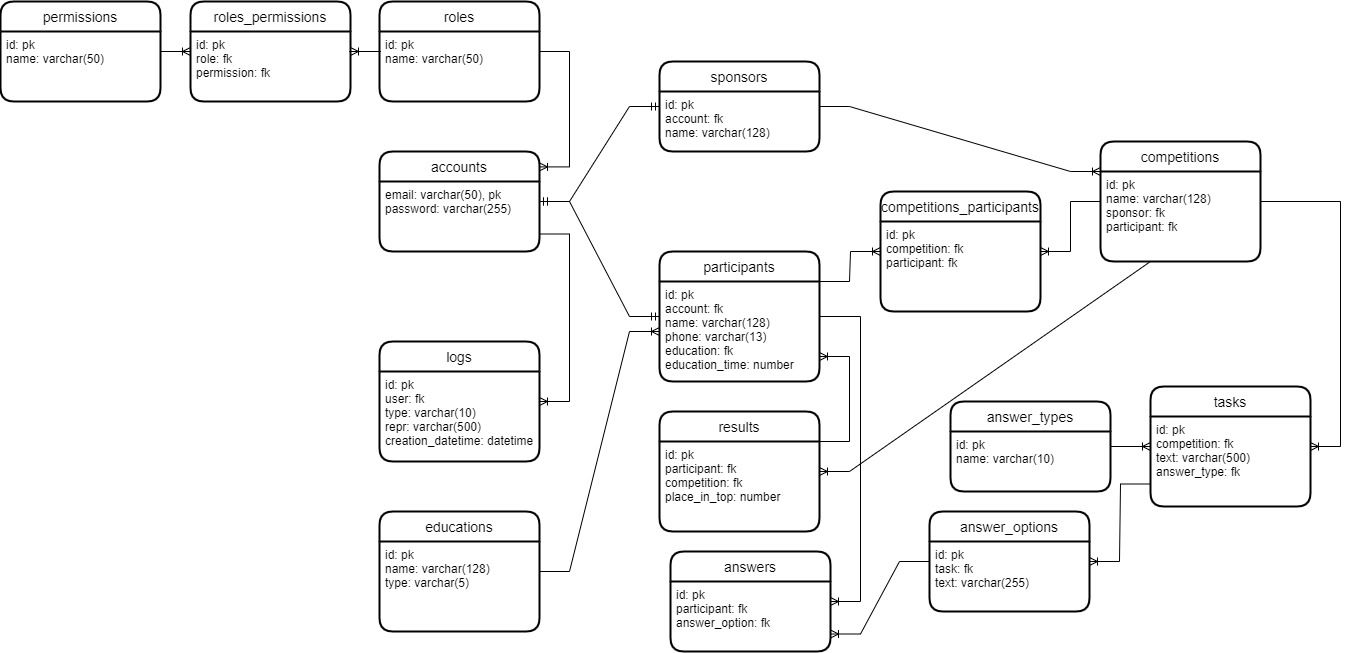 permissions
id: pk
name: varchar(50)
roles_permissions
id: pk
role: fk
permission: fk
roles
id: pk
name: varchar(50)
sponsors
id: pk
account: fk
name: varchar(128)
accounts
email: varchar(50), pk
password: varchar(255)
competitions
id: pk
name: varchar(128)
sponsor: fk
participant: fk
competitions_participants
id: pk
competition: fk
participant: fk
participants
id: pk
account: fk
name: varchar(128)
phone: varchar(13)
education: fk
education_time: number
logs
id: pk
user: fk
type: varchar(10)
repr: varchar(500)
creation_datetime: datetime
results
id: pk
participant: fk
competition: fk
place_in_top: number
answer_types
id: pk
name: varchar(10)
tasks
id: pk
competition: fk
text: varchar(500)
answer_type: fk
educations
id: pk
name: varchar(128)
type: varchar(5)
answers
id: pk
participant: fk
answer_option: fk
answer_options
id: pk
task: fk
text: varchar(255)